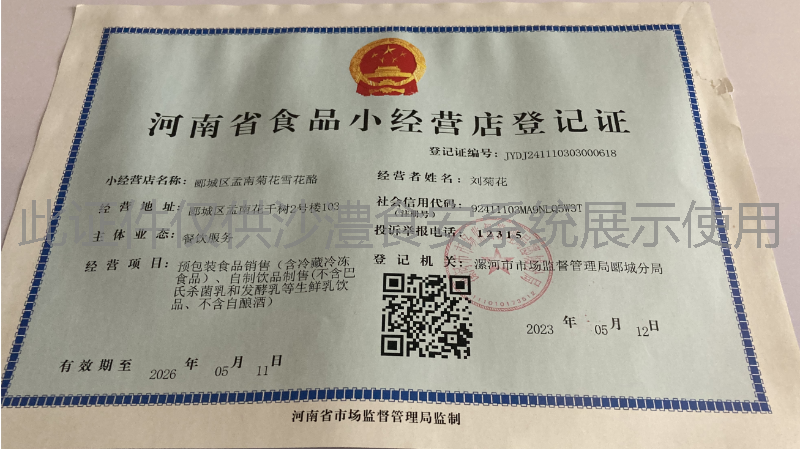 河南省食品小经营店登记证
登记证编号：JYDJ241110303000618
小经营店名称：郾城区孟南菊花雪花酪
经营者姓名：刘菊花
经营地址：郾城区孟南花千树2号楼103
社会信用代码：92411103MA9NLQ5W3T
（注册号）
主体业态：餐饮服务
投诉举报电话：12315
经营项目：预包装食品销售（含冷藏冷冻
食品）、自制饮品制售(不含巴
氏杀菌乳和发酵乳等生鲜乳饮
品、不含自酿酒）
登记机关：漯河市市场监督管理局郾城分局
2023 年 05 月 12 日
有效期至 2026 年 05 月 11 日
河南省市场监督管理局监制
此证件仅供沙澧食安系统展示使用